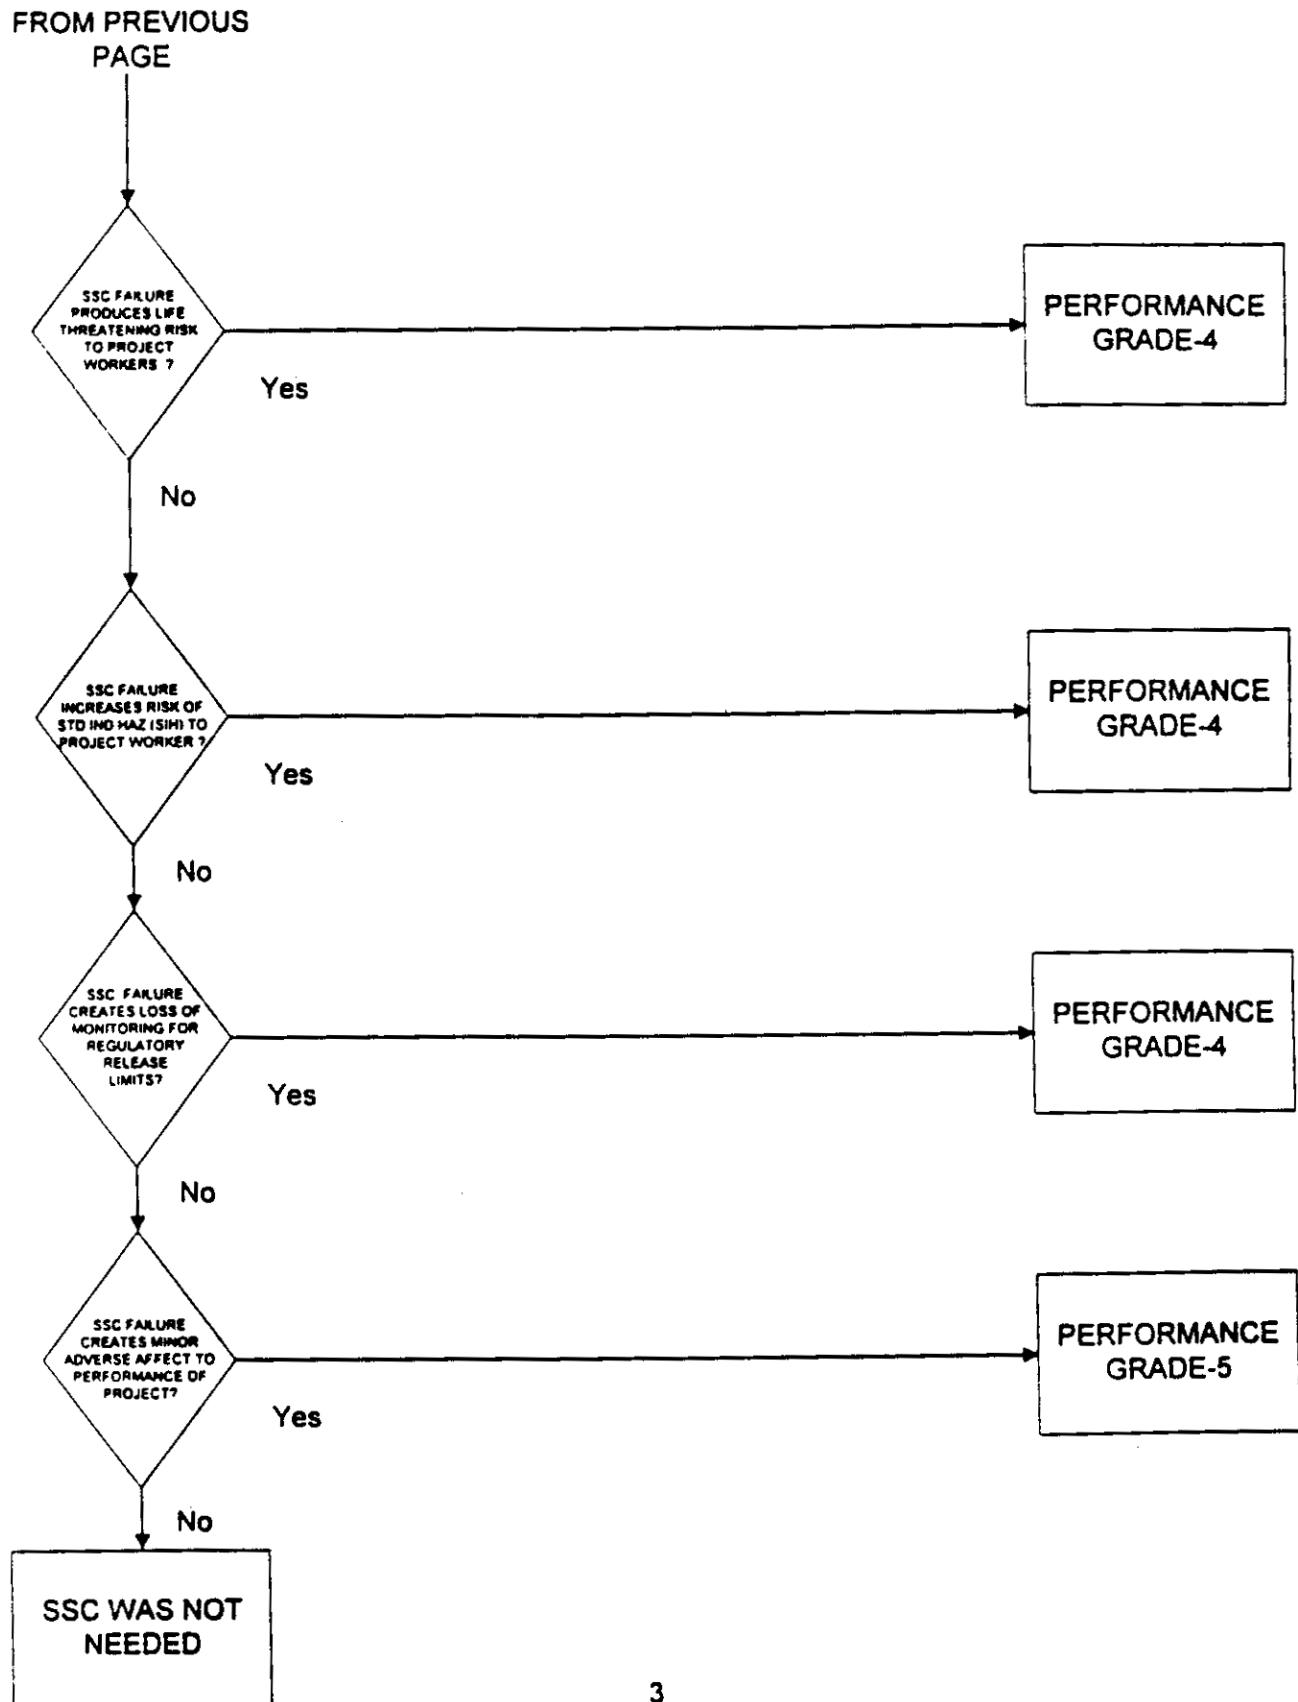 FROM PREVIOUS
PAGE
SSC FAILURE
PRODUCES LIFE
THREATENING RISK
TO PROJECT
WORKERS ?
Yes
PERFORMANCE
GRADE-4
No
SSC FAILURE
INCREASES RISK OF
STD IND HAZ (SIH) TO
PROJECT WORKER ?
Yes
PERFORMANCE
GRADE-4
No
SSC FAILURE
CREATES LOSS OF
MONITORING FOR
REGULATORY
RELEASE
LIMITS?
Yes
PERFORMANCE
GRADE-4
No
SSC FAILURE
CREATES MINOR
ADVERSE AFFECT TO
PERFORMANCE OF
PROJECT?
Yes
PERFORMANCE
GRADE-5
No
SSC WAS NOT
NEEDED
3